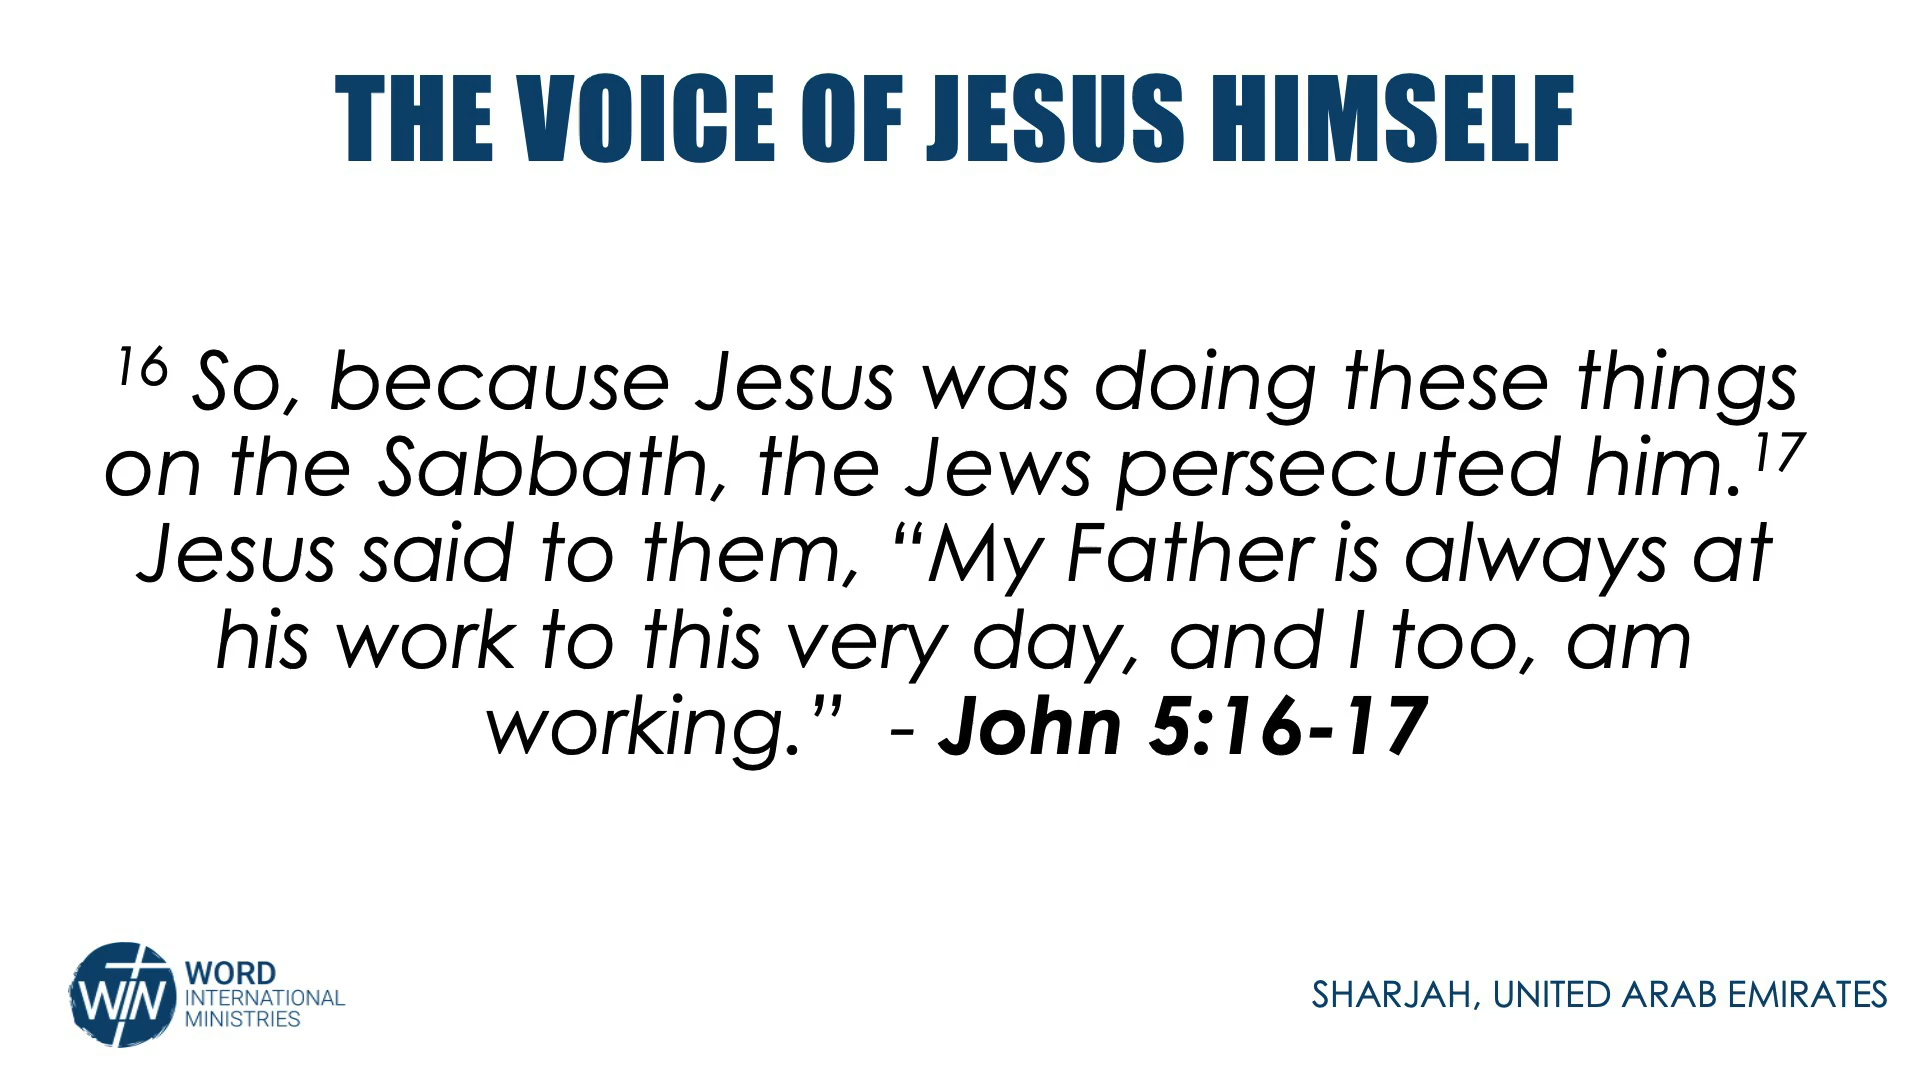 THE VOICE OF JESUS HIMSELF
16 So, because Jesus was doing these things
on the Sabbath, the Jews persecuted him.17
Jesus said to them, “My Father is always at
his work to this very day, and I too, am
working.”  - John 5:16-17
WIN
WORD
INTERNATIONAL
MINISTRIES
SHARJAH, UNITED ARAB EMIRATES